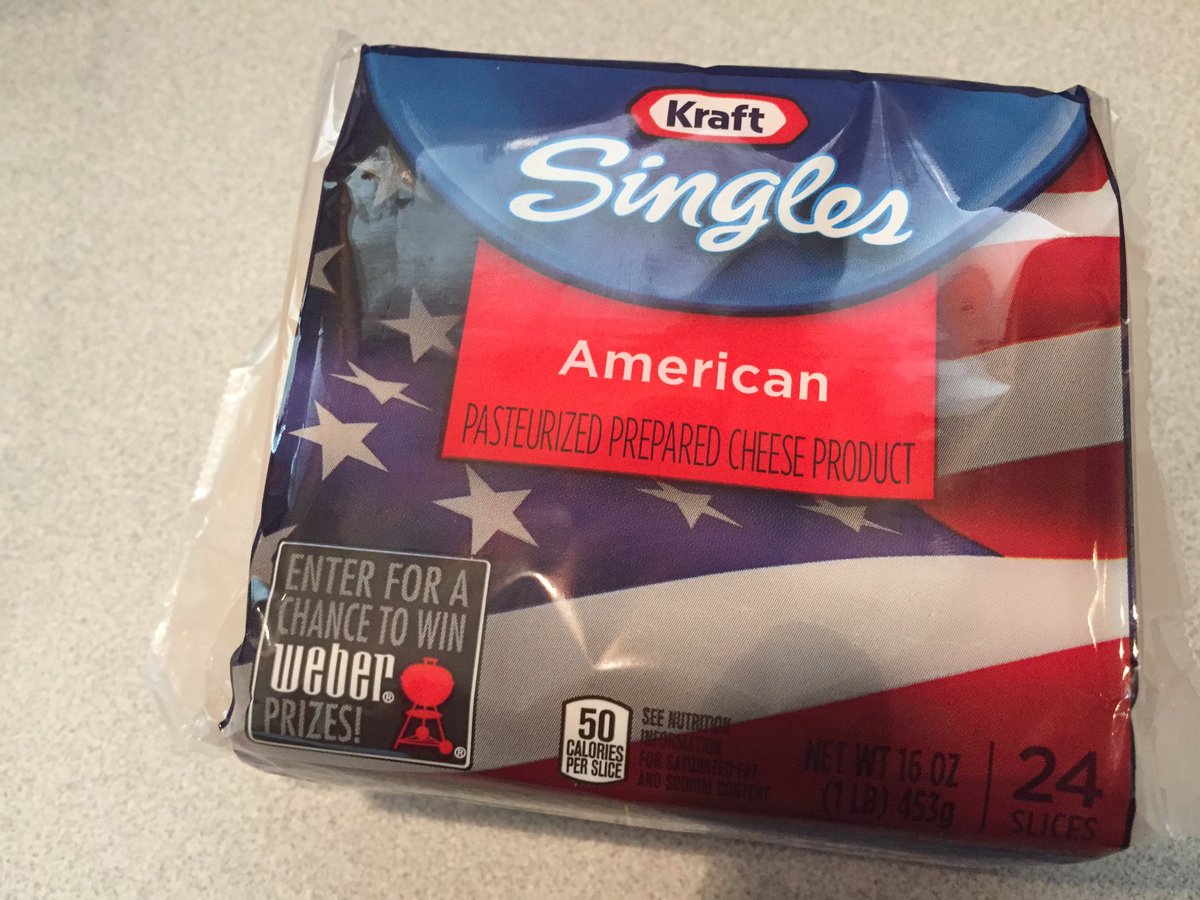 Kraft
Singles
American
PASTEURIZED PREPARED CHEESE PRODUCT
ENTER FOR A
CHANCE TO WIN
weber®
PRIZES!
®
50
CALORIES
PER SLICE
SEE NUTRITION
INFORMATION
FOR SATURATED FAT
AND SODIUM CONTENT
NET WT 16 OZ
(1 LB) 453g
24
SLICES